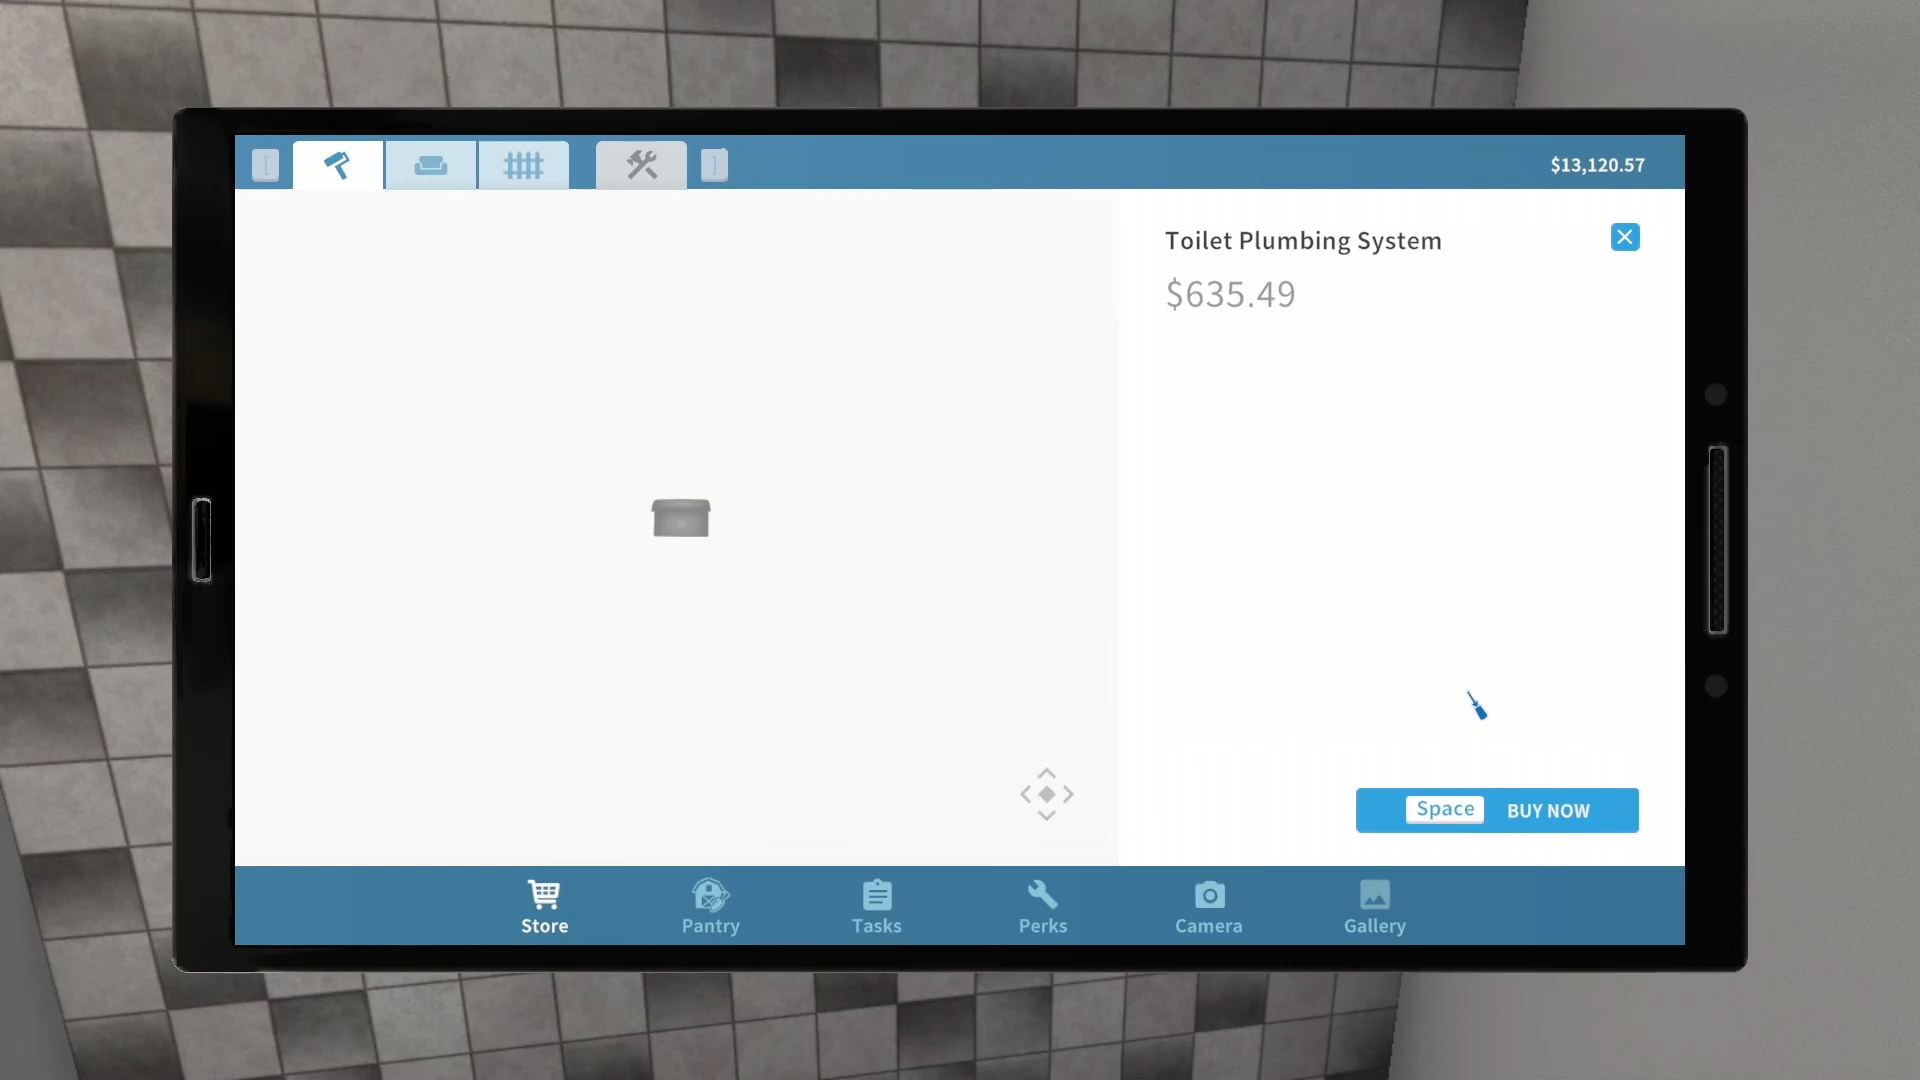 [
]
$13,120.57
Toilet Plumbing System
$635.49
Space BUY NOW
Store
Pantry
Tasks
Perks
Camera
Gallery